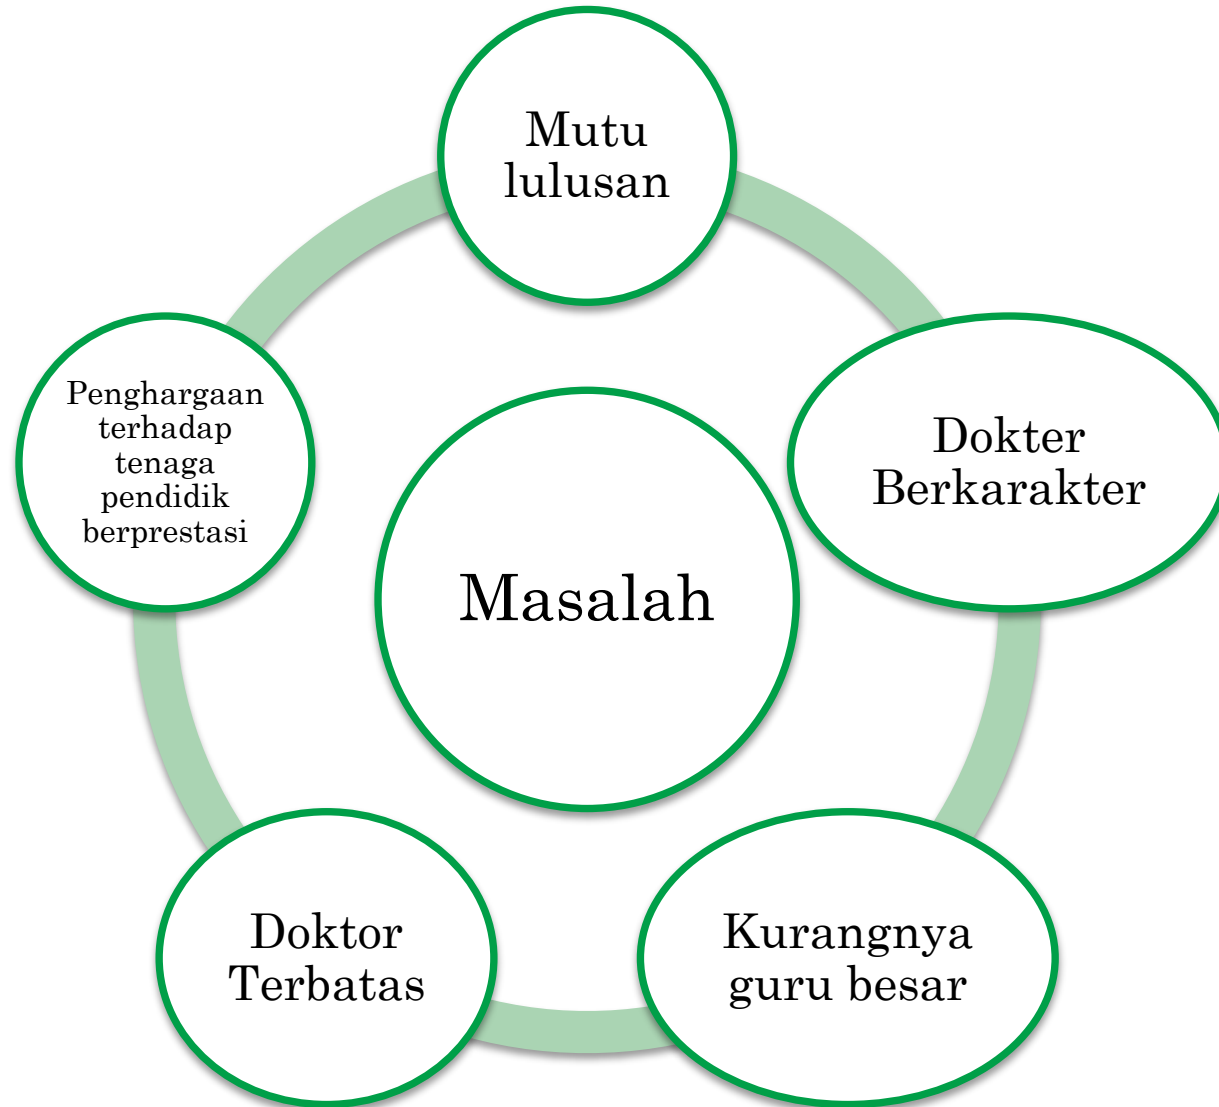 Mutu
lulusan
Dokter
Berkarakter
Kurangnya
guru besar
Doktor
Terbatas
Penghargaan
terhadap
tenaga
pendidik
berprestasi
Masalah